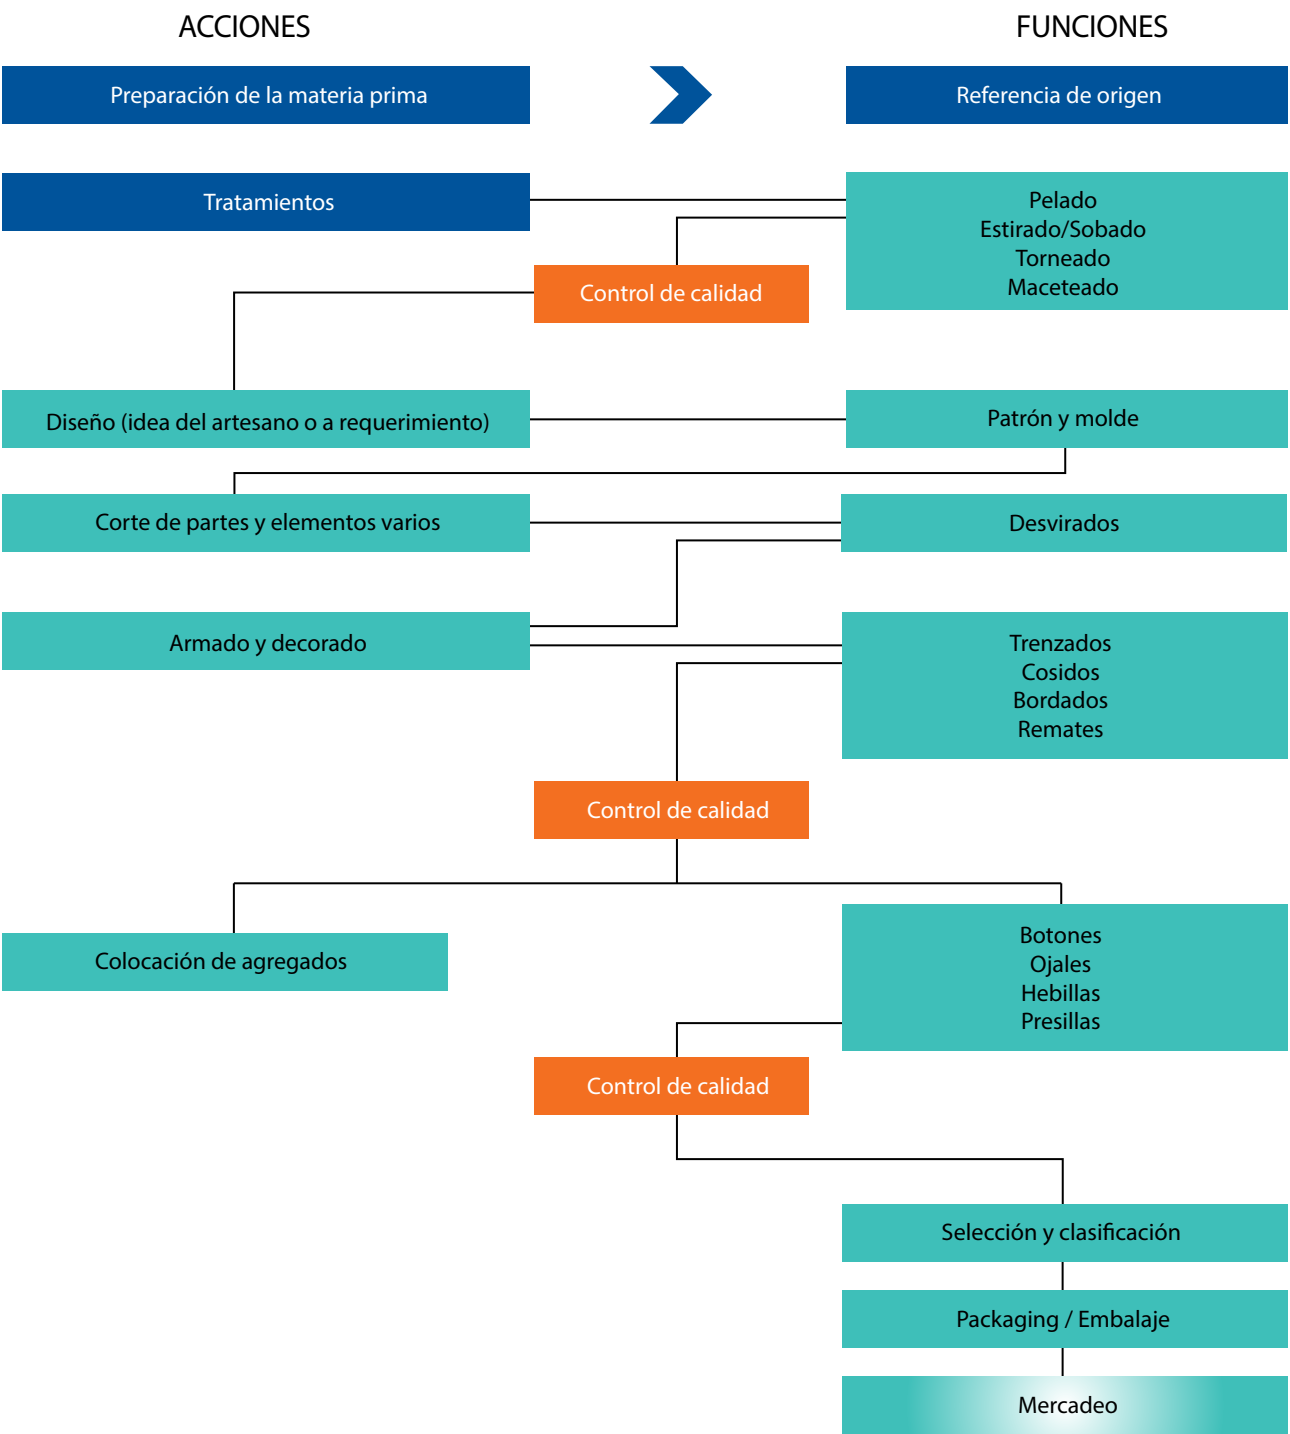 ACCIONES
FUNCIONES
Preparación de la materia prima
Referencia de origen
Tratamientos
Pelado
Estirado/Sobado
Torneado
Maceteado
Control de calidad
Diseño (idea del artesano o a requerimiento)
Patrón y molde
Corte de partes y elementos varios
Desvirados
Armado y decorado
Trenzados
Cosidos
Bordados
Remates
Control de calidad
Colocación de agregados
Botones
Ojales
Hebillas
Presillas
Control de calidad
Selección y clasificación
Packaging / Embalaje
Mercadeo